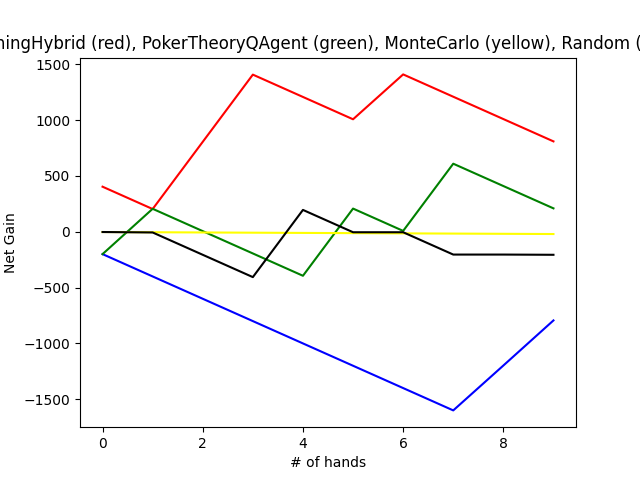 ningHybrid (red), PokerTheoryQAgent (green), MonteCarlo (yellow), Random (
1500
1000
500
0
−500
−1000
−1500
Net Gain
0 2 4 6 8
# of hands